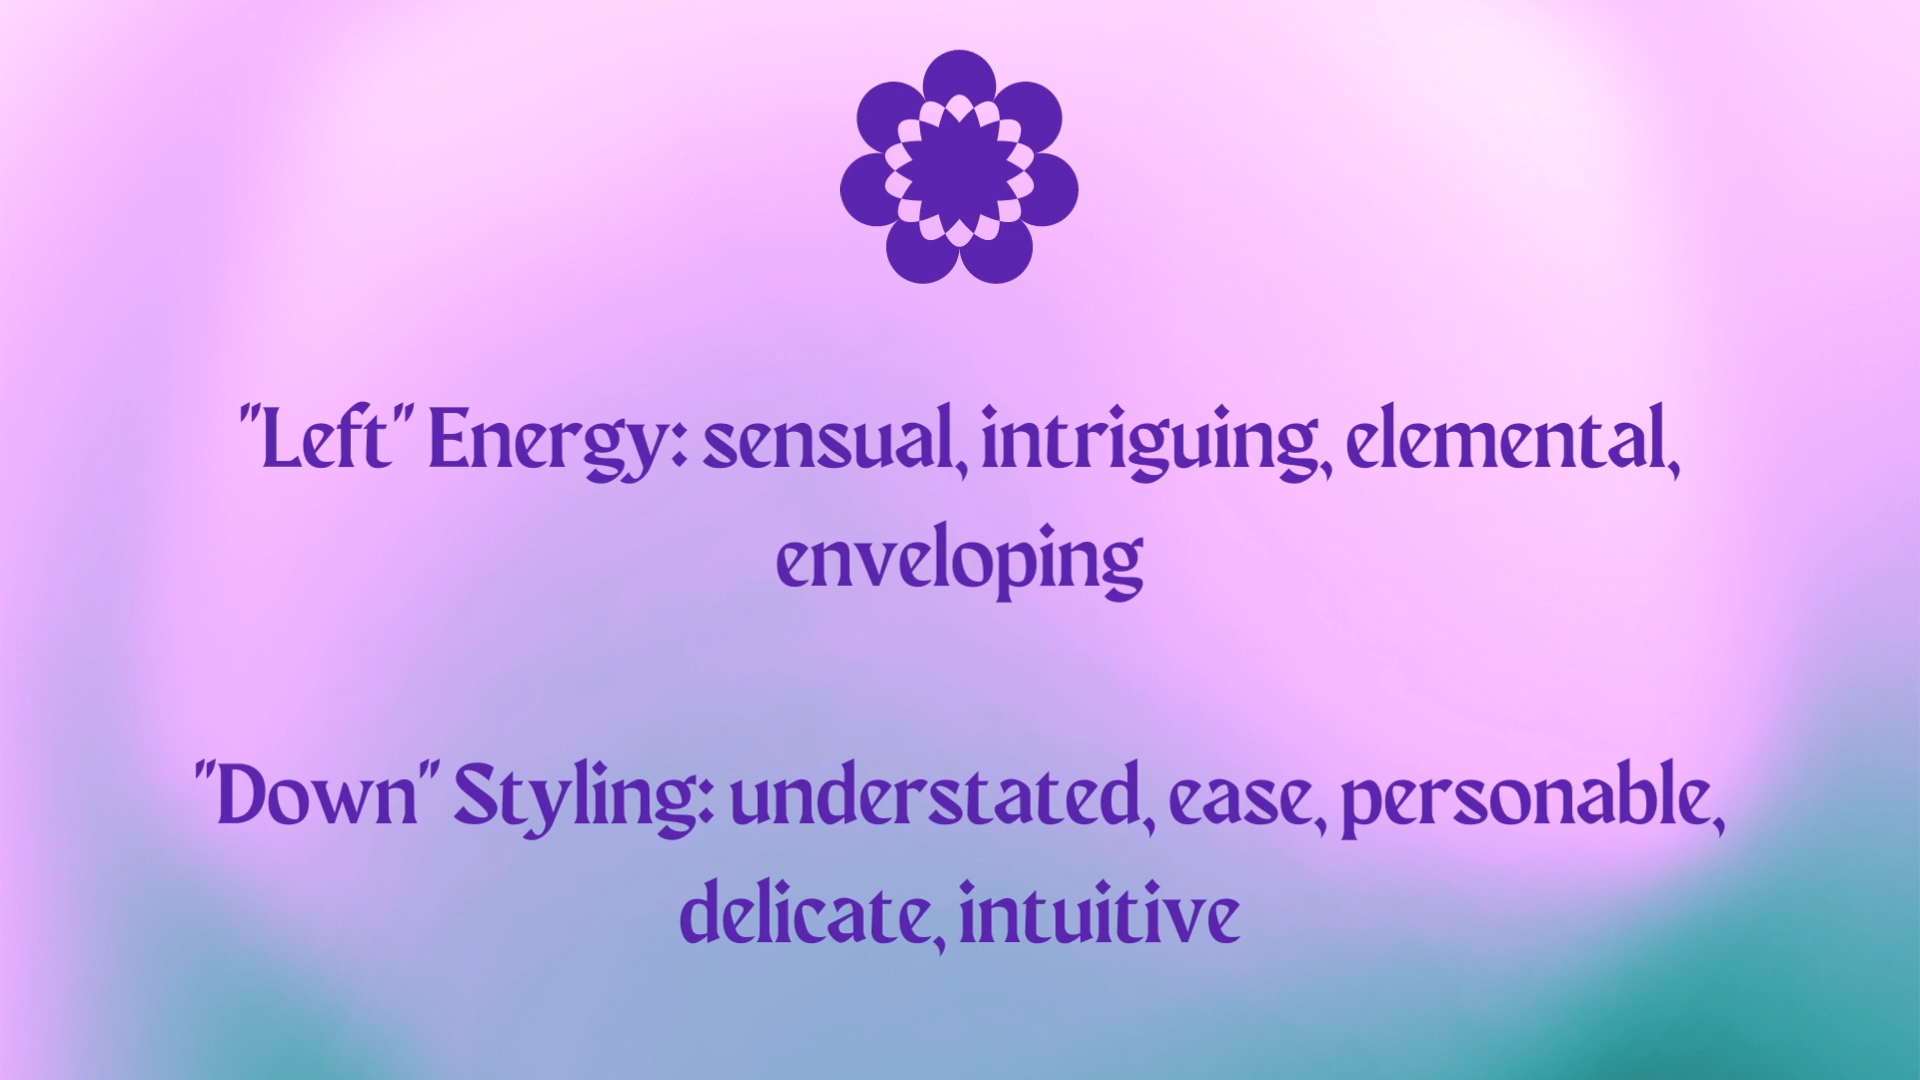 "Left" Energy: sensual, intriguing, elemental,
enveloping
"Down" Styling: understated, ease, personable,
delicate, intuitive